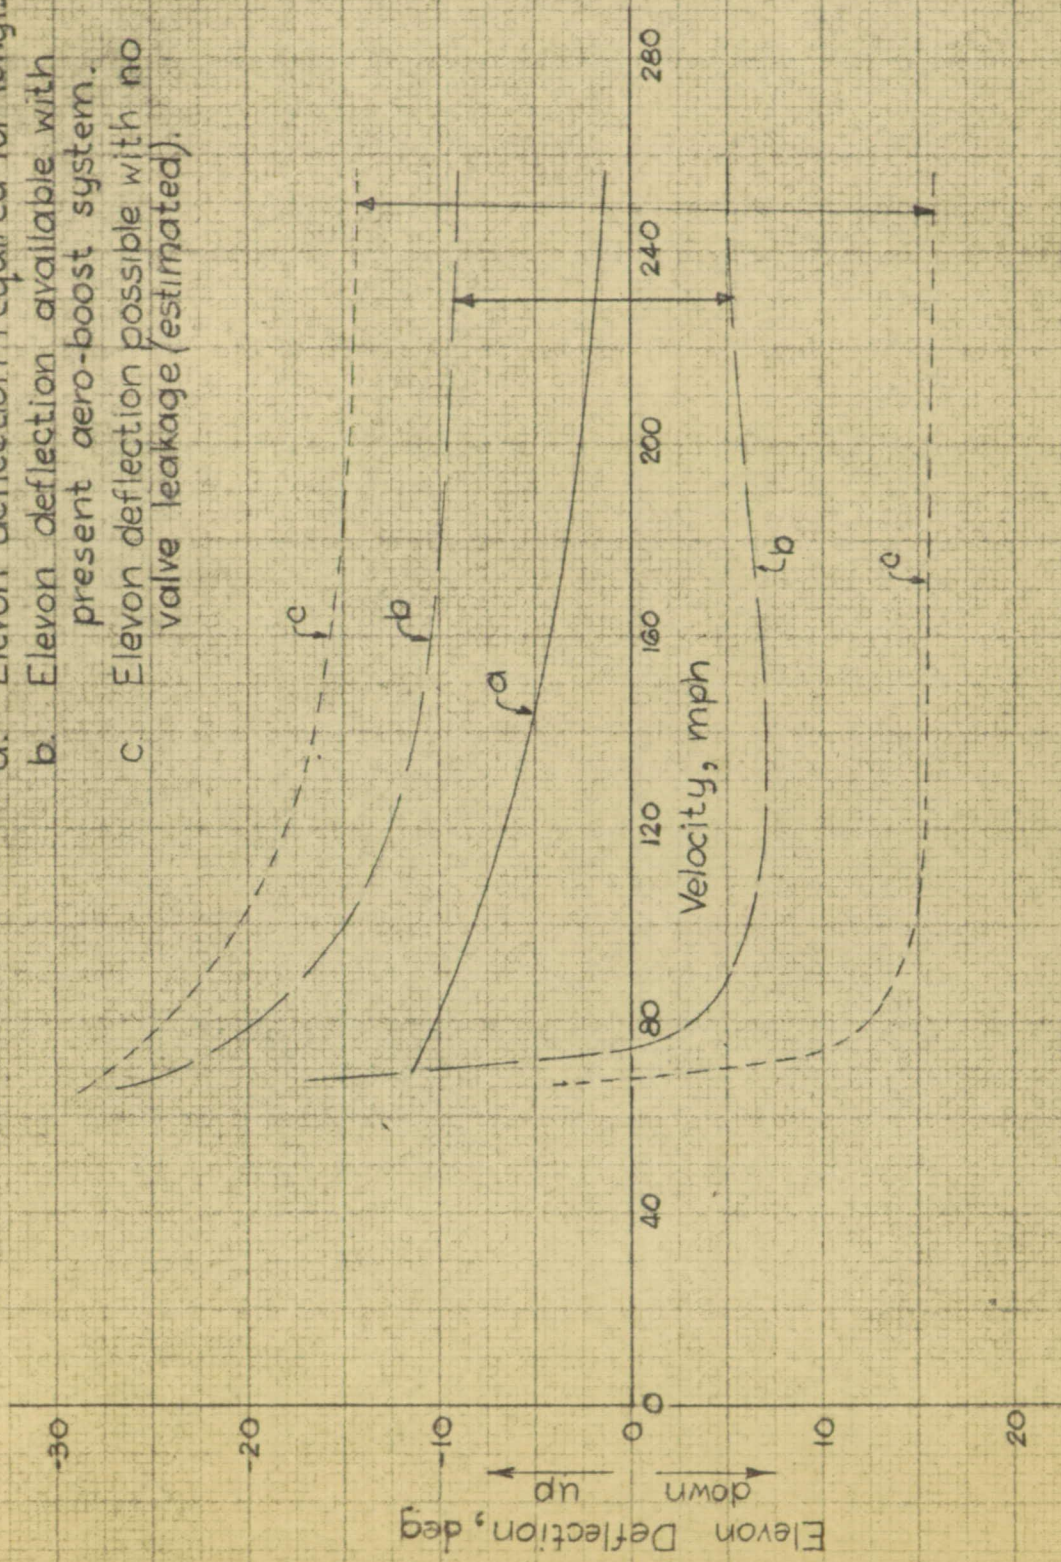 b. Elevon deflection available with
present aero-boost system.
c. Elevon deflection possible with no
valve leakage (estimated).
-30
-20
-10
0
10
20
Elevon Deflection, deg
up
down
0
40
80
120
160
200
240
280
Velocity, mph
c
b
a
b
c